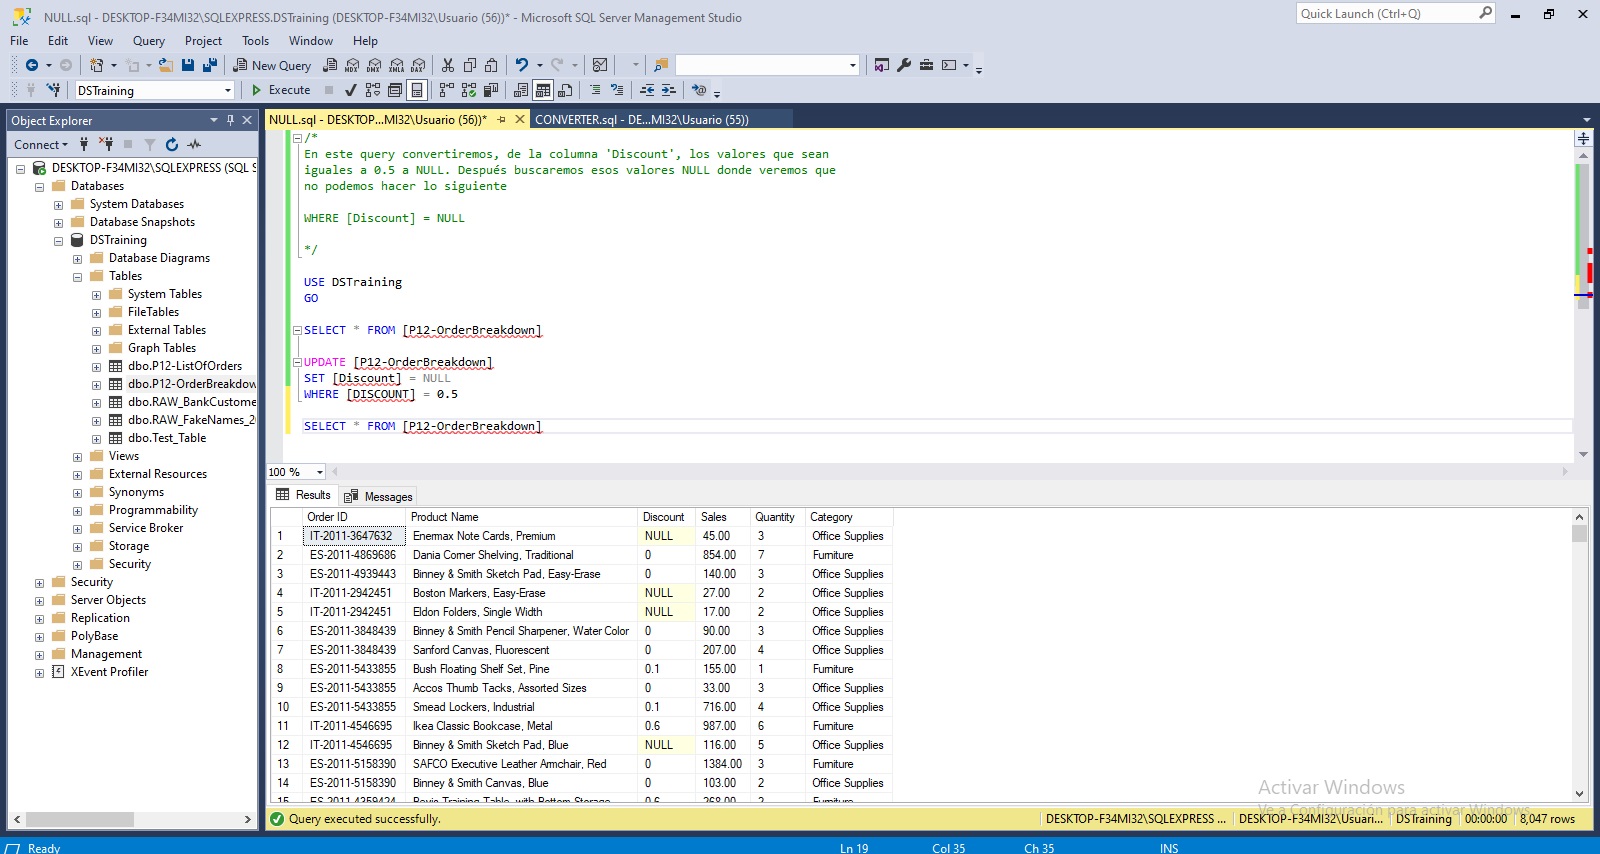 NULL.sql - DESKTOP-F34MI32\SQLEXPRESS.DSTraining (DESKTOP-F34MI32\Usuario (56))* - Microsoft SQL Server Management Studio
Quick Launch (Ctrl+Q)
File Edit View Query Project Tools Window Help
New Query MDX DMX XMLA DAX
DSTraining Execute
Object Explorer
NULL.sql - DESKTOP...MI32\Usuario (56))* CONVERTER.sql - DE...MI32\Usuario (55))
Connect
DESKTOP-F34MI32\SQLEXPRESS (SQL S
Databases
System Databases
Database Snapshots
DSTraining
Database Diagrams
Tables
System Tables
FileTables
External Tables
Graph Tables
dbo.P12-ListOfOrders
dbo.P12-OrderBreakdow
dbo.RAW_BankCustome
dbo.RAW_FakeNames_2
dbo.Test_Table
Views
External Resources
Synonyms
Programmability
Service Broker
Storage
Security
Security
Server Objects
Replication
PolyBase
Management
XEvent Profiler
/*
En este query convertiremos, de la columna 'Discount', los valores que sean
iguales a 0.5 a NULL. Después buscaremos esos valores NULL donde veremos que
no podemos hacer lo siguiente
WHERE [Discount] = NULL
*/
USE DSTraining
GO
SELECT * FROM [P12-OrderBreakdown]
UPDATE [P12-OrderBreakdown]
SET [Discount] = NULL
WHERE [DISCOUNT] = 0.5
SELECT * FROM [P12-OrderBreakdown]
100 %
Results Messages
Order ID Product Name Discount Sales Quantity Category
1 IT-2011-3647632 Enermax Note Cards, Premium NULL 45.00 3 Office Supplies
2 ES-2011-4869686 Dania Corner Shelving, Traditional 0 854.00 7 Furniture
3 ES-2011-4939443 Binney & Smith Sketch Pad, Easy-Erase 0 140.00 3 Office Supplies
4 IT-2011-2942451 Boston Markers, Easy-Erase NULL 27.00 2 Office Supplies
5 IT-2011-2942451 Eldon Folders, Single Width NULL 17.00 2 Office Supplies
6 ES-2011-3848439 Binney & Smith Pencil Sharpener, Water Color 0 90.00 3 Office Supplies
7 ES-2011-3848439 Sanford Canvas, Fluorescent 0 207.00 4 Office Supplies
8 ES-2011-5433855 Bush Floating Shelf Set, Pine 0.1 155.00 1 Furniture
9 ES-2011-5433855 Accos Thumb Tacks, Assorted Sizes 0 33.00 3 Office Supplies
10 ES-2011-5433855 Smead Lockers, Industrial 0.1 716.00 4 Office Supplies
11 IT-2011-4546695 Ikea Classic Bookcase, Metal 0.6 987.00 6 Furniture
12 IT-2011-4546695 Binney & Smith Sketch Pad, Blue NULL 116.00 5 Office Supplies
13 ES-2011-5158390 SAFCO Executive Leather Armchair, Red 0 1384.00 3 Furniture
14 ES-2011-5158390 Binney & Smith Canvas, Blue 0 103.00 2 Office Supplies
15 ES-2011-4359424 Bevis Training Table, with Bottom Storage 0.6 268.00 2 Furniture
Activar Windows
Ve a Configuración para activar Windows.
Query executed successfully. DESKTOP-F34MI32\SQLEXPRESS ... DESKTOP-F34MI32\Usuari... DSTraining 00:00:00 8,047 rows
Ready Ln 19 Col 35 Ch 35 INS